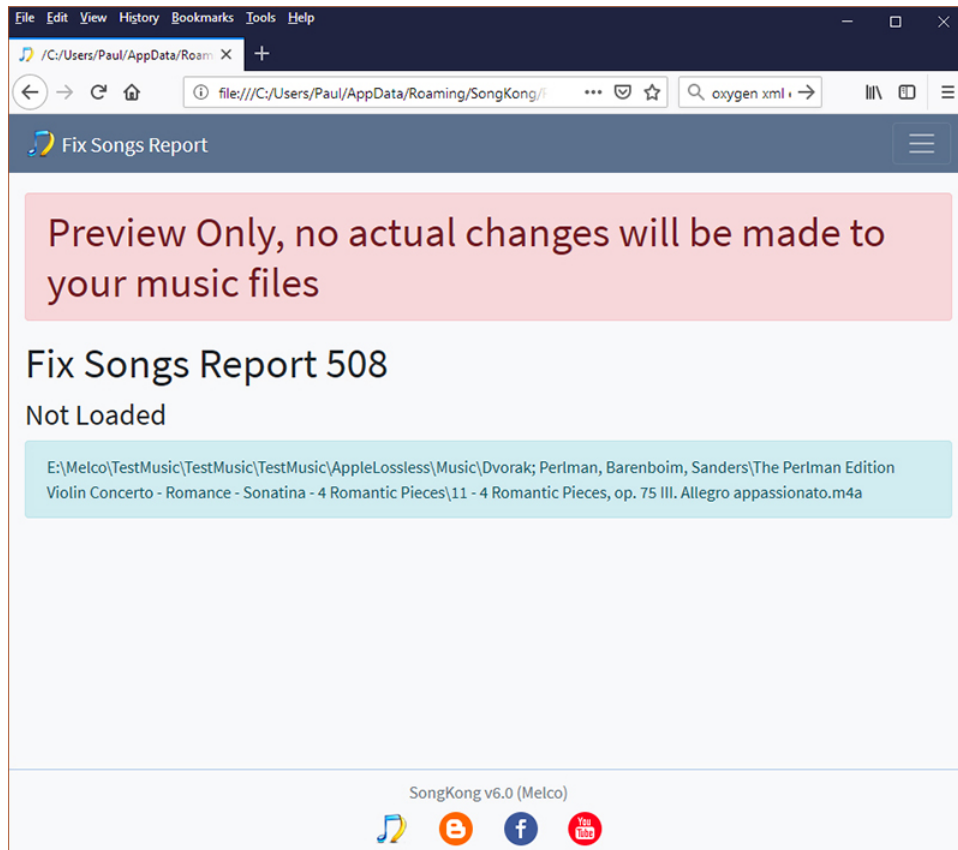 File Edit View History Bookmarks Tools Help
/C:/Users/Paul/AppData/Roam
file:///C:/Users/Paul/AppData/Roaming/SongKong/
oxygen xml
Fix Songs Report
Preview Only, no actual changes will be made to
your music files
Fix Songs Report 508
Not Loaded
E:\Melco\TestMusic\TestMusic\TestMusic\AppleLossless\Music\Dvorak; Perlman, Barenboim, Sanders\The Perlman Edition
Violin Concerto - Romance - Sonatina - 4 Romantic Pieces\11 - 4 Romantic Pieces, op. 75 III. Allegro appassionato.m4a
SongKong v6.0 (Melco)
You
Tube